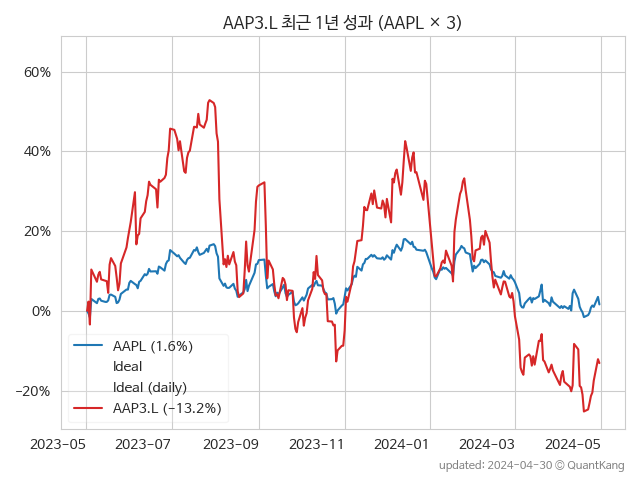 AAP3.L 최근 1년 성과 (AAPL × 3)
60%
40%
20%
0%
−20%
AAPL (1.6%)
Ideal
Ideal (daily)
AAP3.L (−13.2%)
2023−05
2023−07
2023−09
2023−11
2024−01
2024−03
2024−05
updated: 2024-04-30 © QuantKang